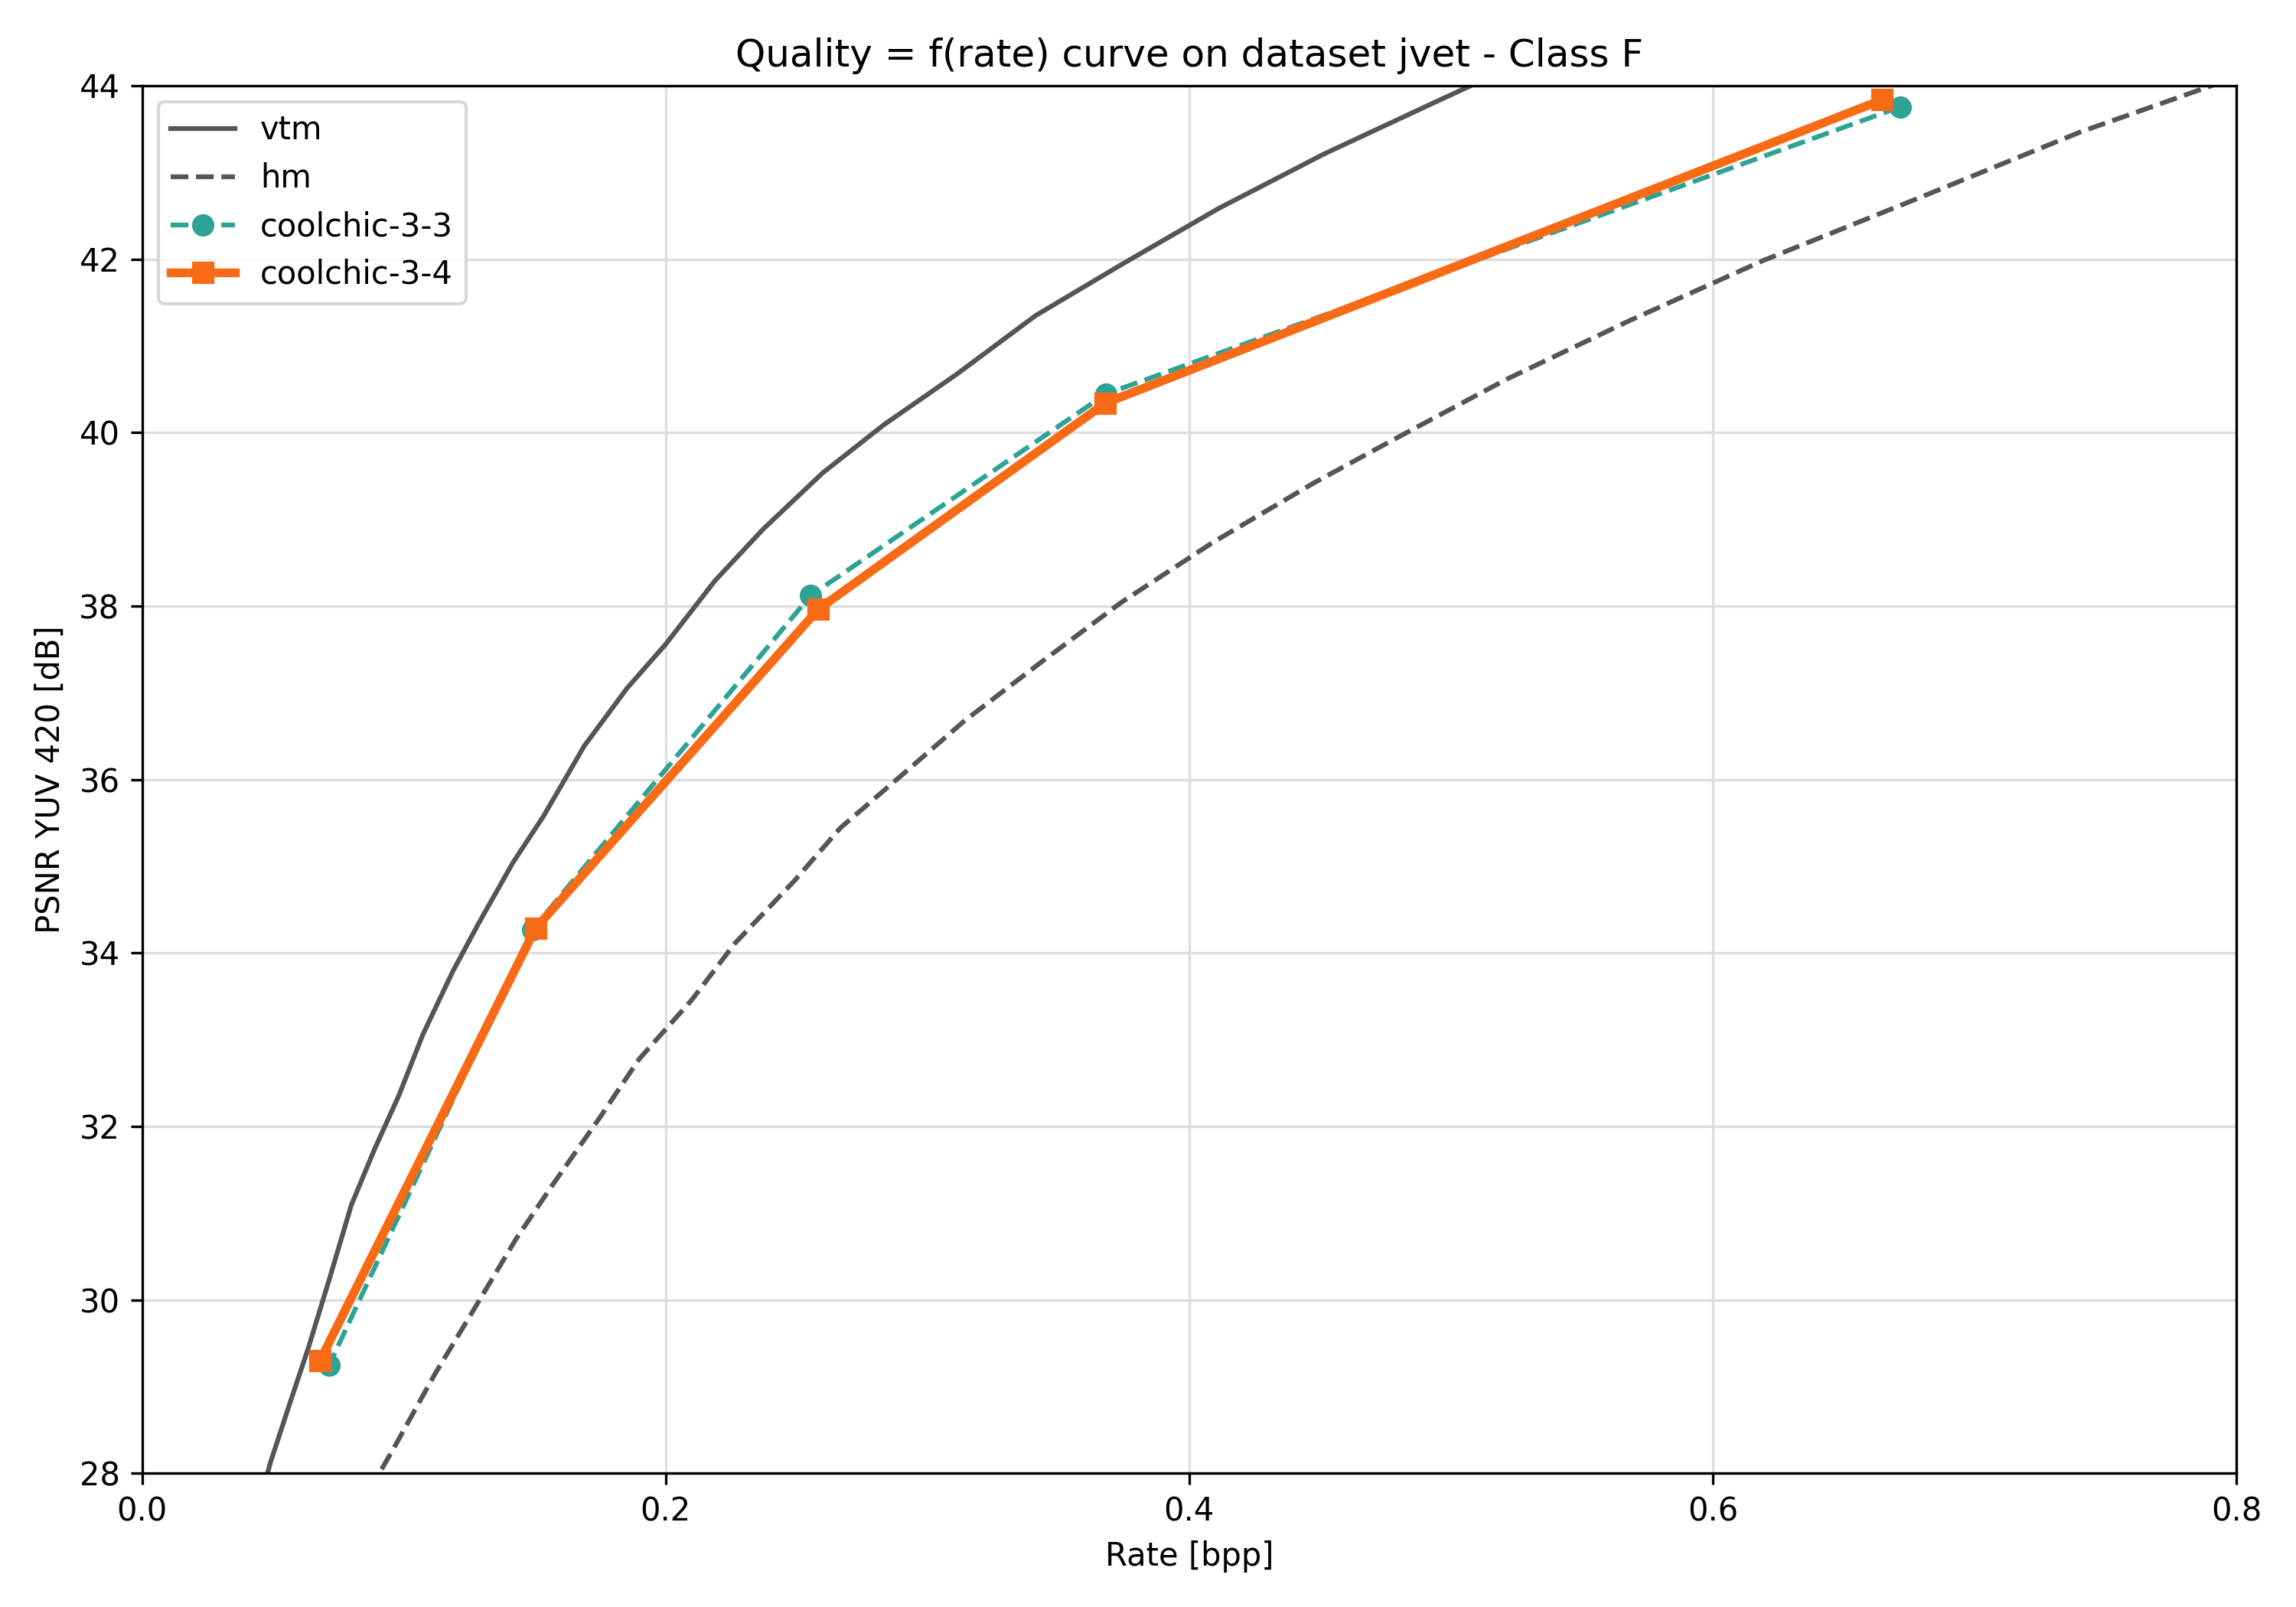 Quality = f(rate) curve on dataset jvet - Class F
vtm
hm
coolchic-3-3
coolchic-3-4
PSNR YUV 420 [dB]
44
42
40
38
36
34
32
30
28
0.0
0.2
0.4
0.6
0.8
Rate [bpp]